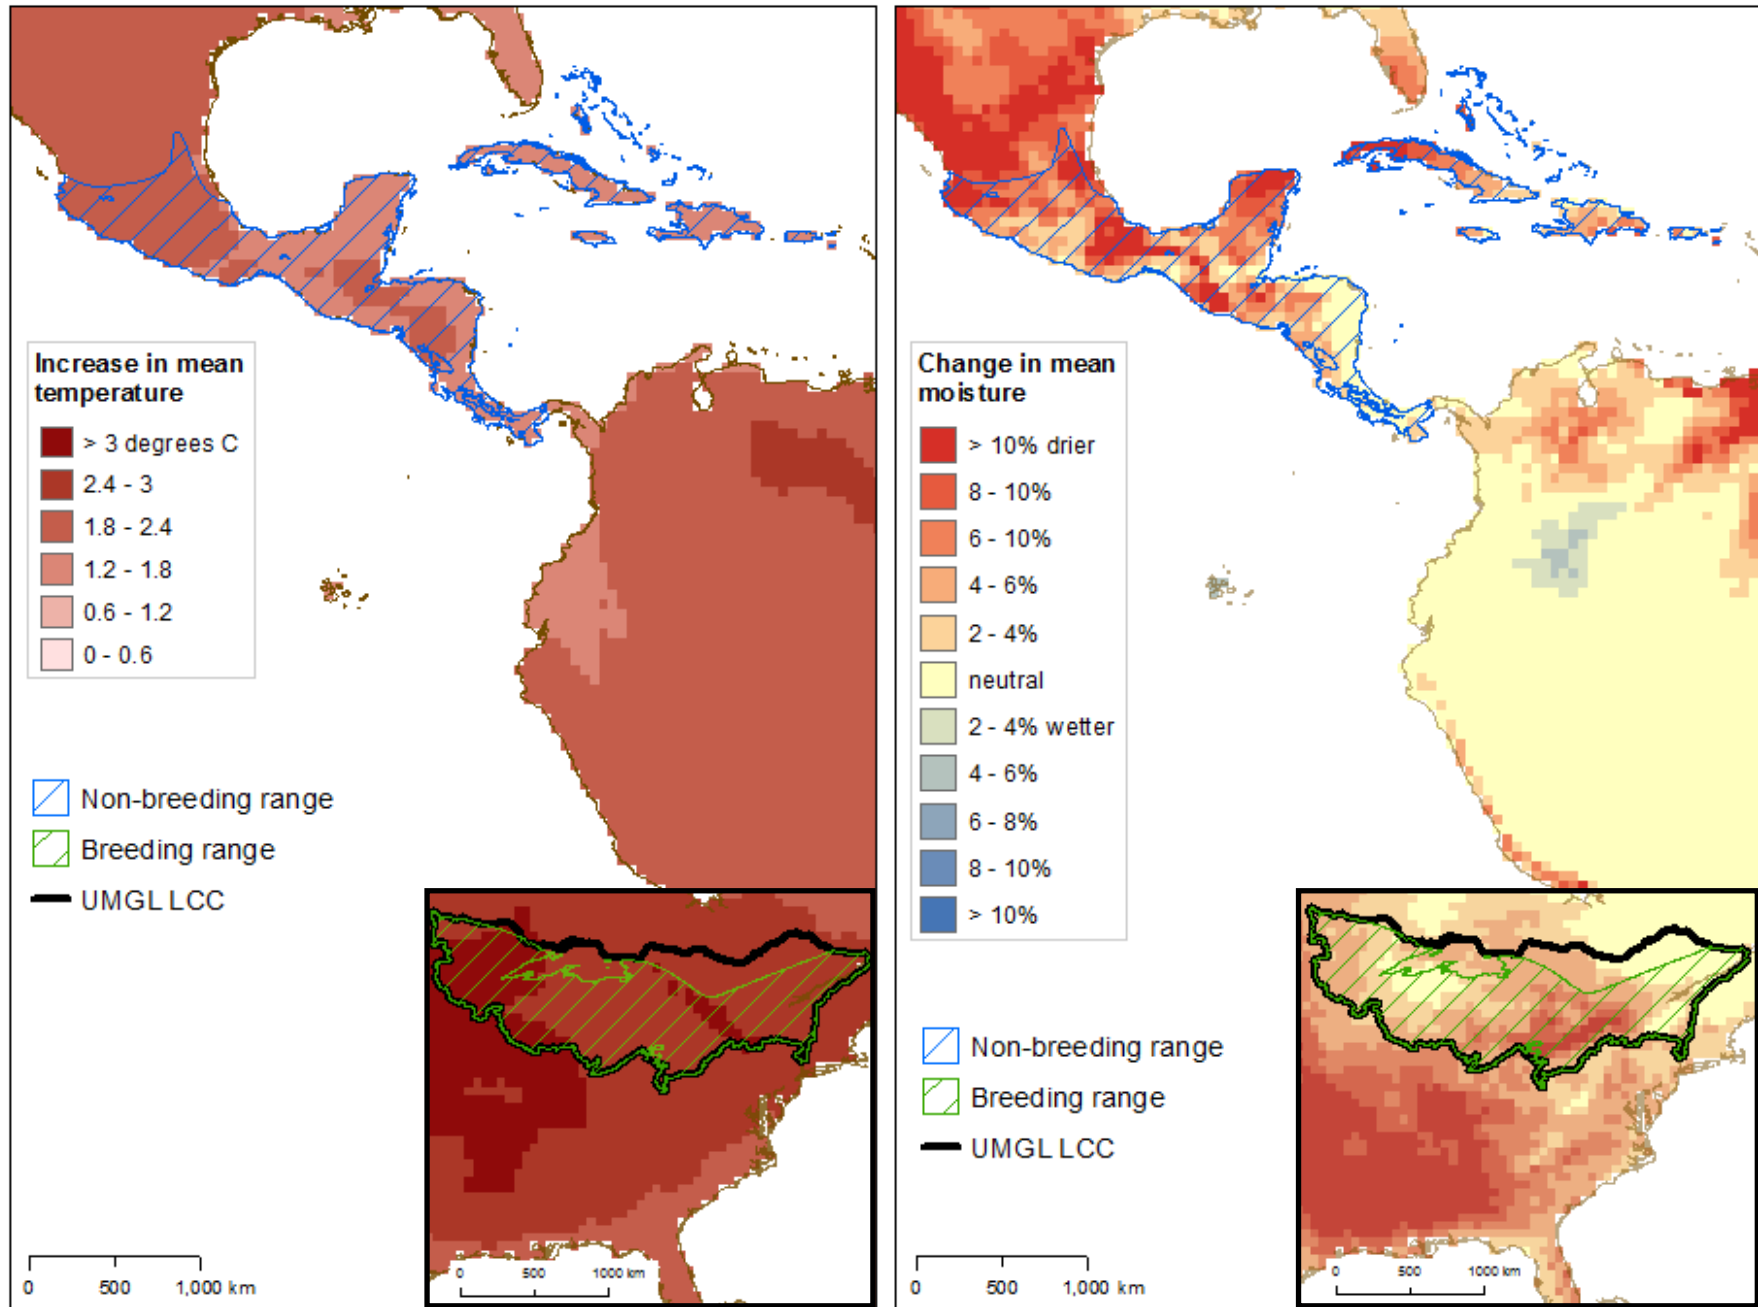 Increase in mean
temperature
> 3 degrees C
2.4 - 3
1.8 - 2.4
1.2 - 1.8
0.6 - 1.2
0 - 0.6
Non-breeding range
Breeding range
UMGL LCC
0 500 1,000 km
0 500 1000 km
Change in mean
moisture
> 10% drier
8 - 10%
6 - 10%
4 - 6%
2 - 4%
neutral
2 - 4% wetter
4 - 6%
6 - 8%
8 - 10%
> 10%
Non-breeding range
Breeding range
UMGL LCC
0 500 1,000 km
0 500 1000 km